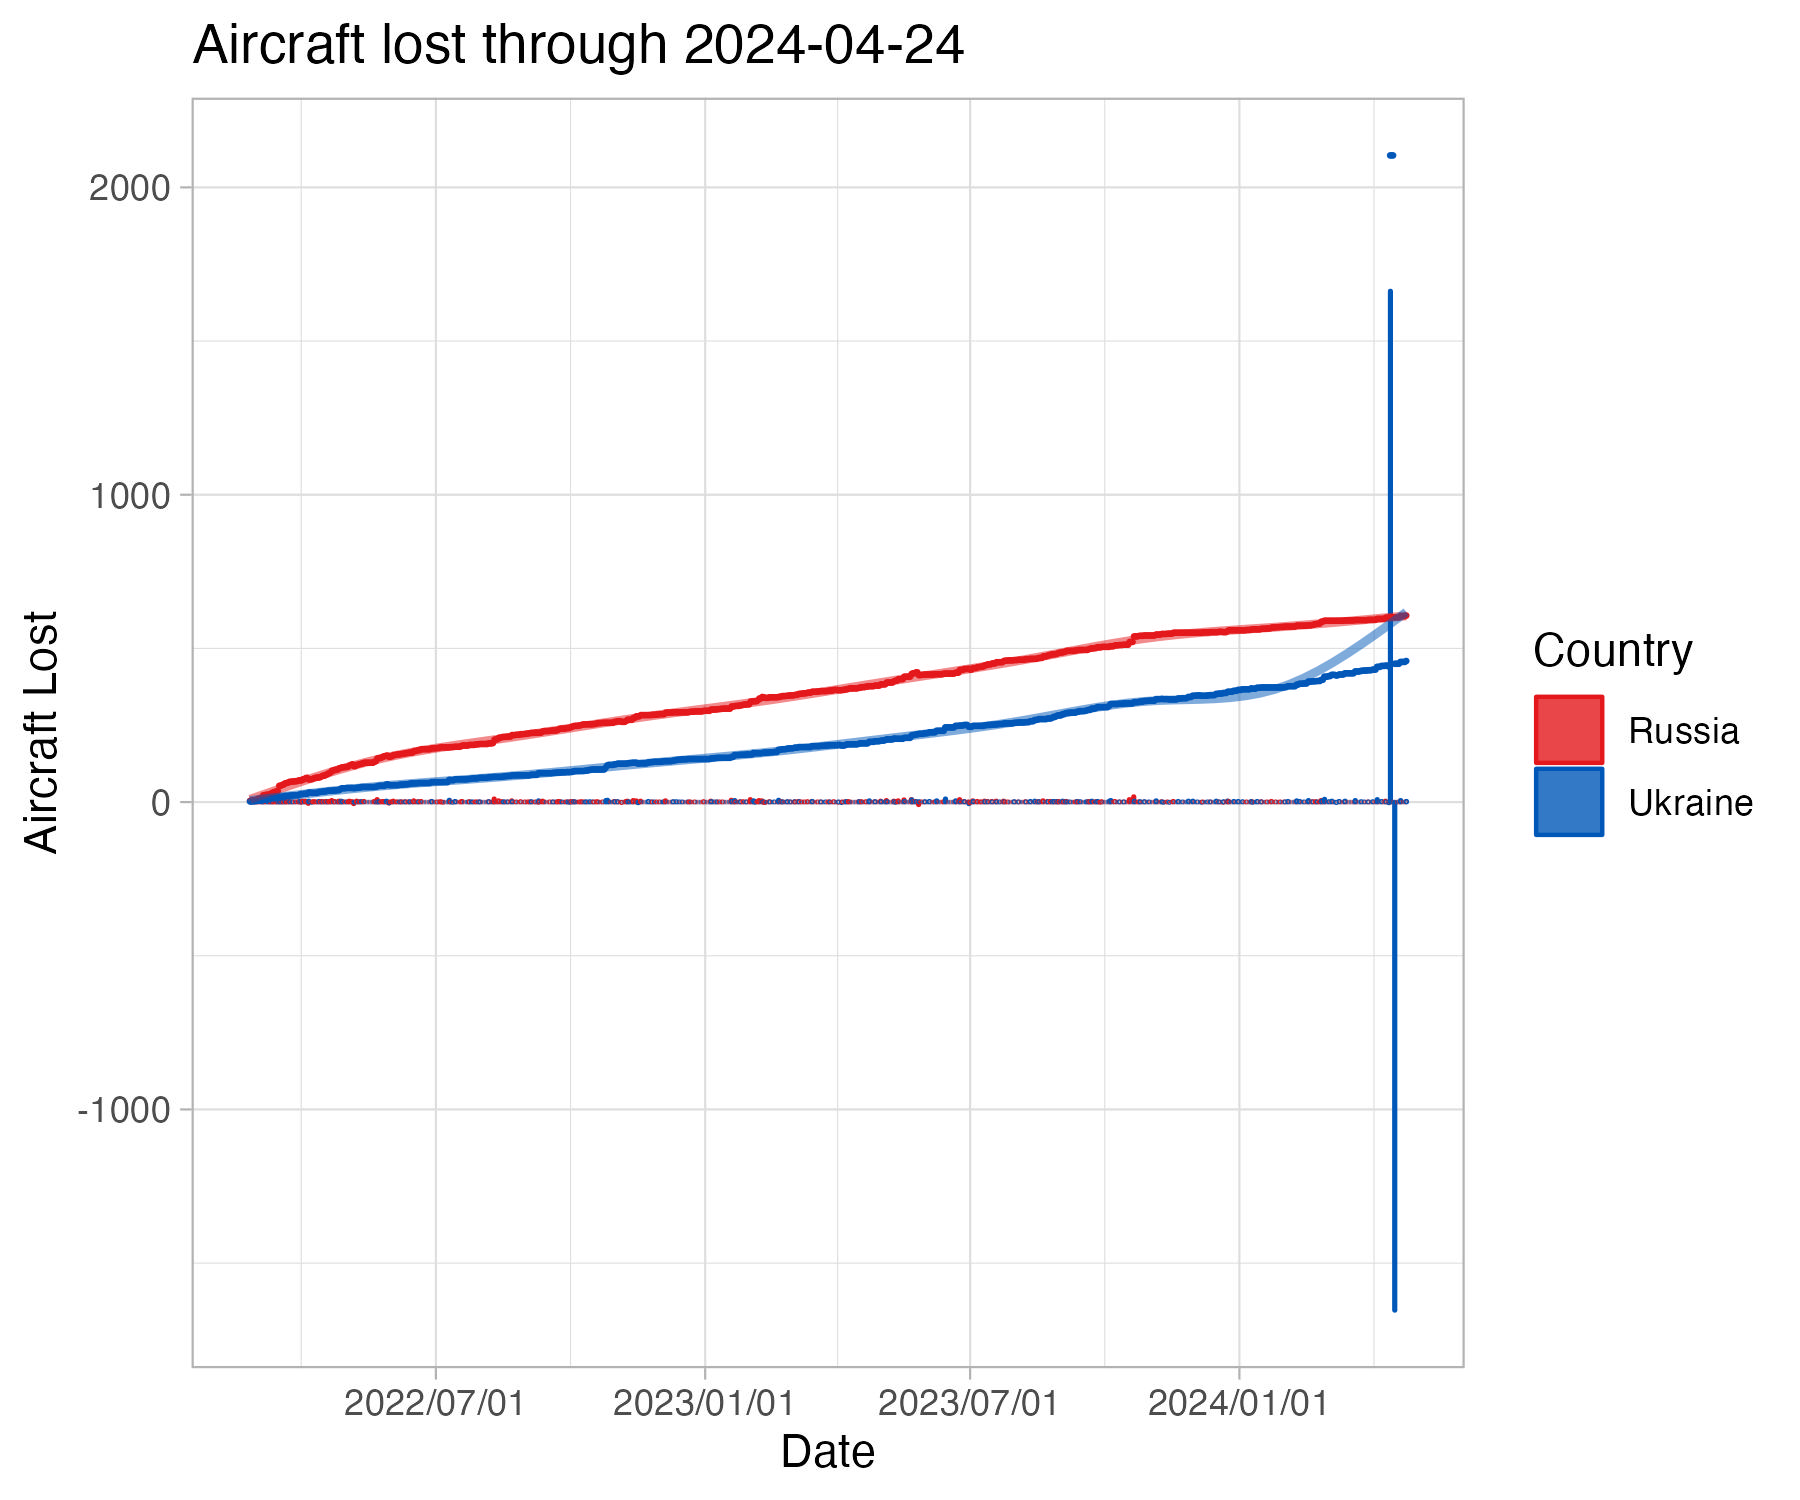 Aircraft lost through 2024-04-24
Aircraft Lost
2000
1000
0
-1000
2022/07/01
2023/01/01
2023/07/01
2024/01/01
Date
Country
Russia
Ukraine